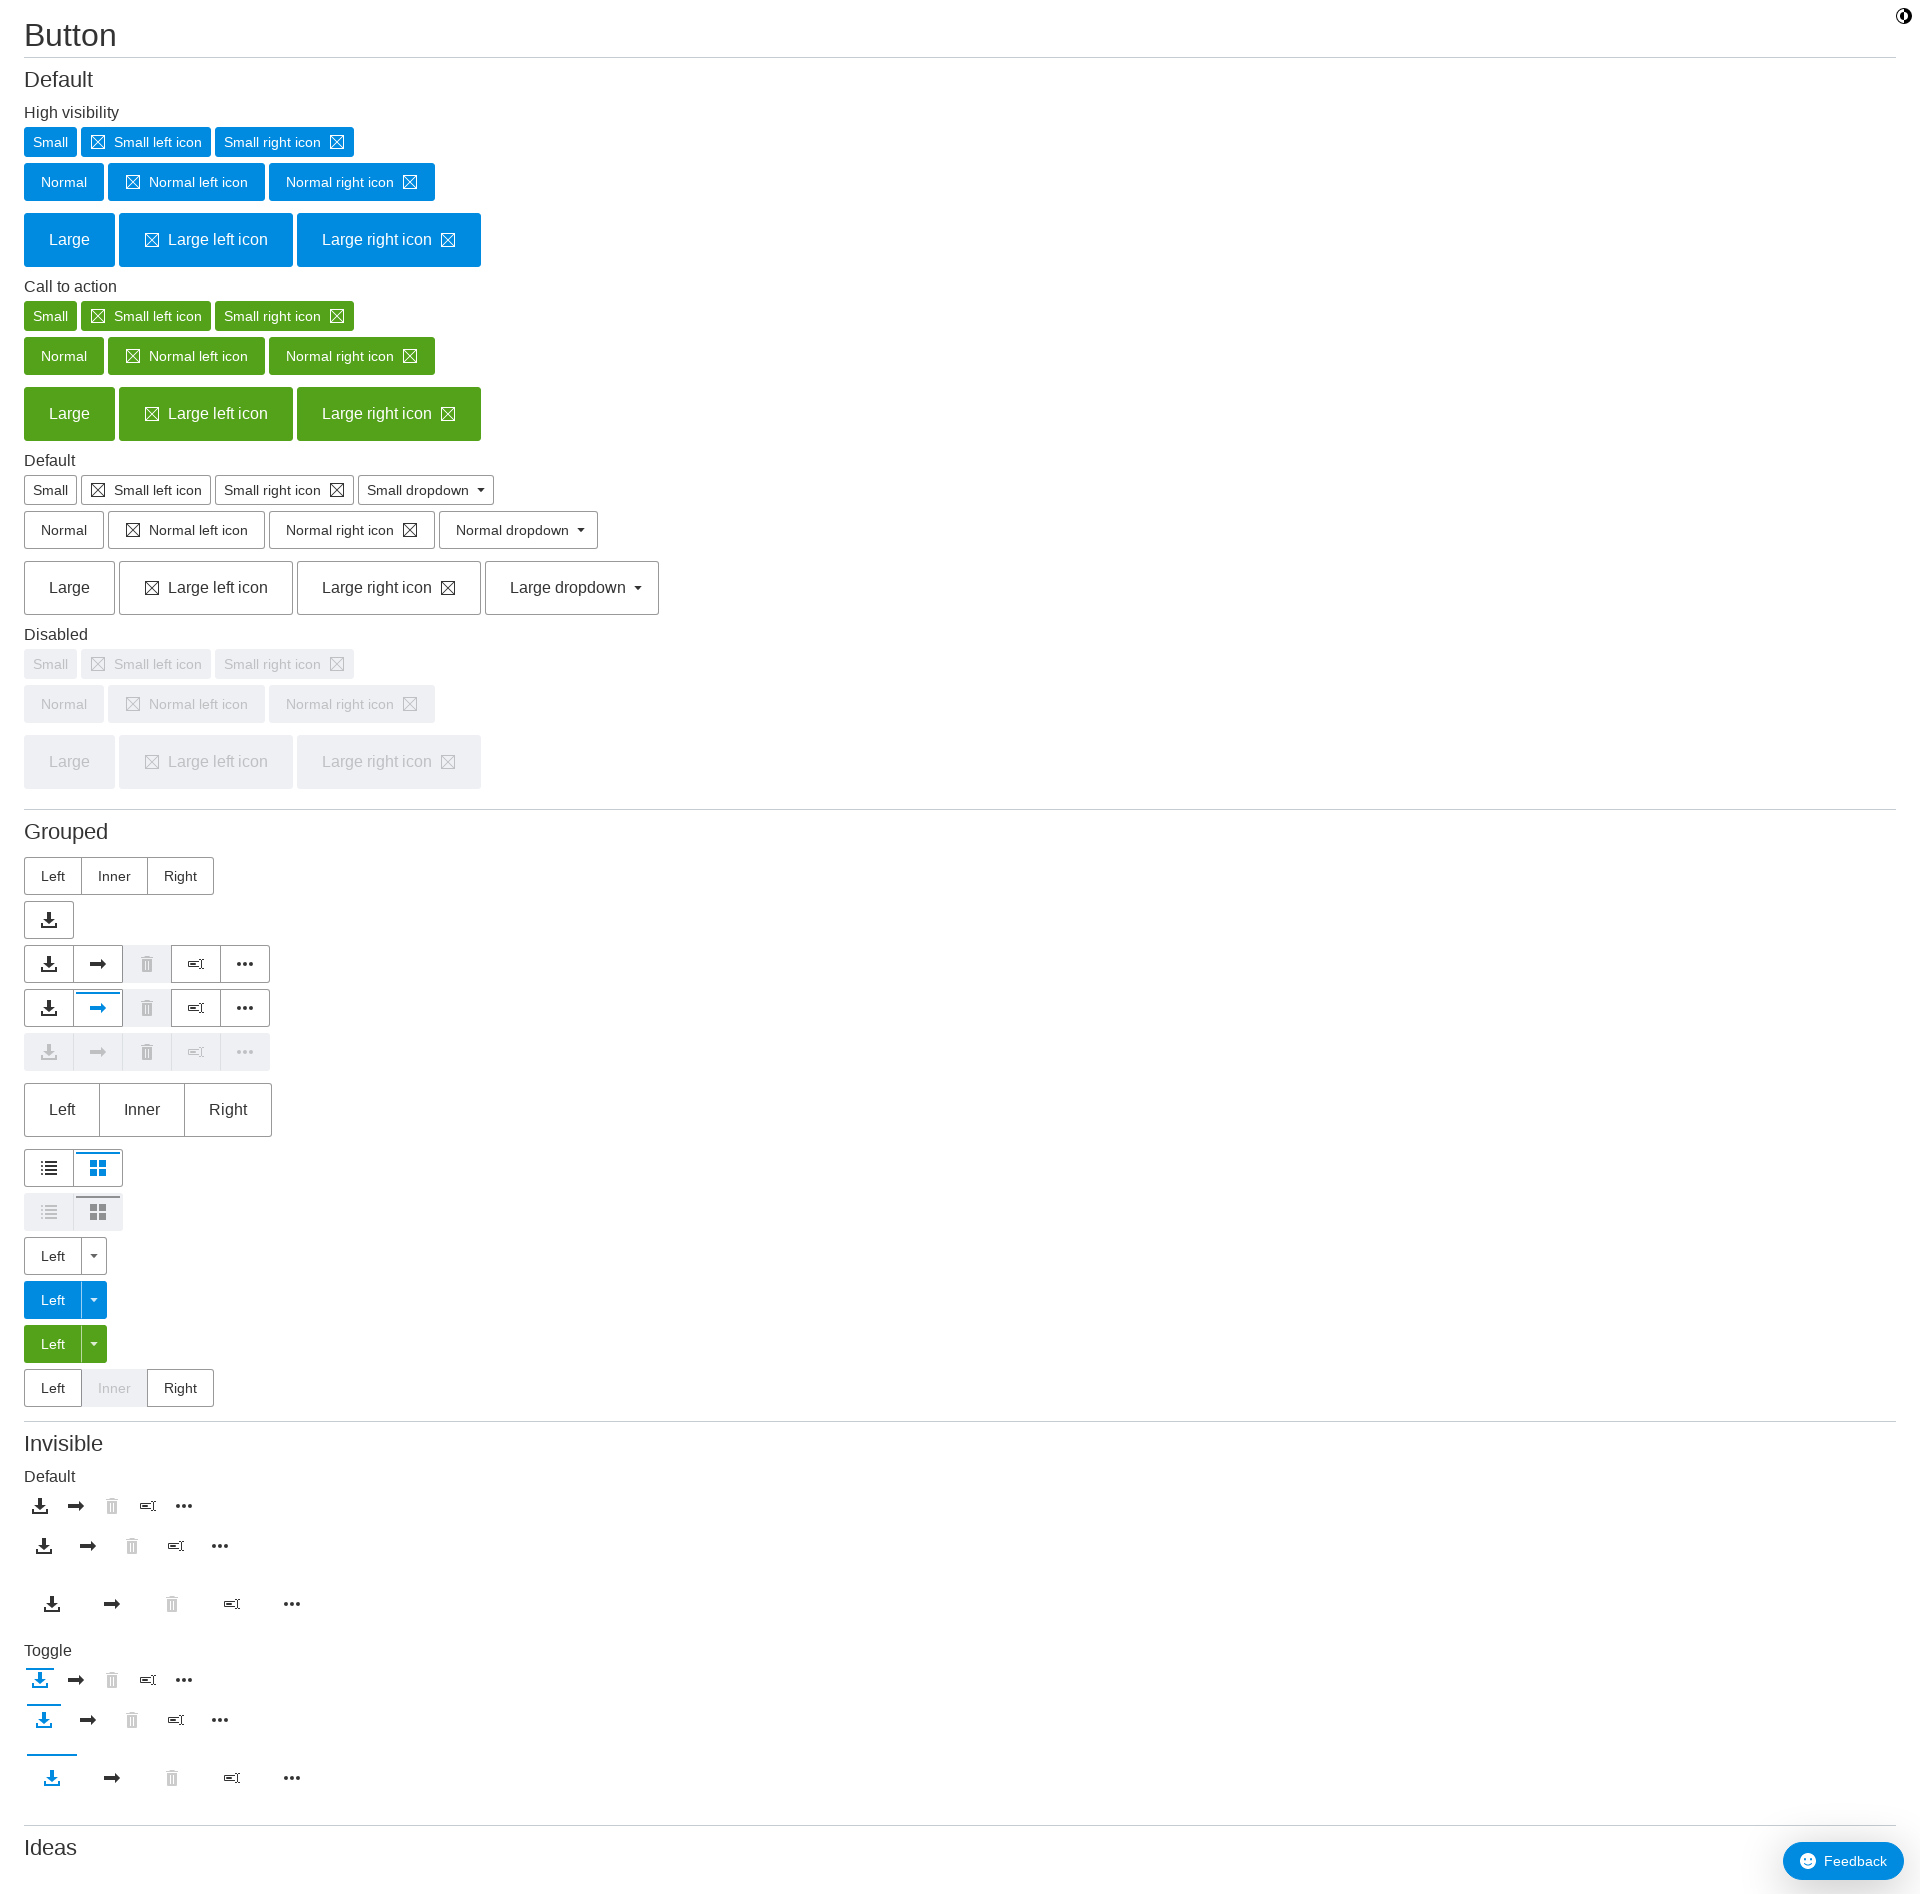 Button
Default
High visibility
Small Small left icon Small right icon
Normal Normal left icon Normal right icon
Large Large left icon Large right icon
Call to action
Small Small left icon Small right icon
Normal Normal left icon Normal right icon
Large Large left icon Large right icon
Default
Small Small left icon Small right icon Small dropdown
Normal Normal left icon Normal right icon Normal dropdown
Large Large left icon Large right icon Large dropdown
Disabled
Small Small left icon Small right icon
Normal Normal left icon Normal right icon
Large Large left icon Large right icon
Grouped
Left Inner Right
Left Inner Right
Left
Left
Left
Left Inner Right
Invisible
Default
Toggle
Ideas
Feedback